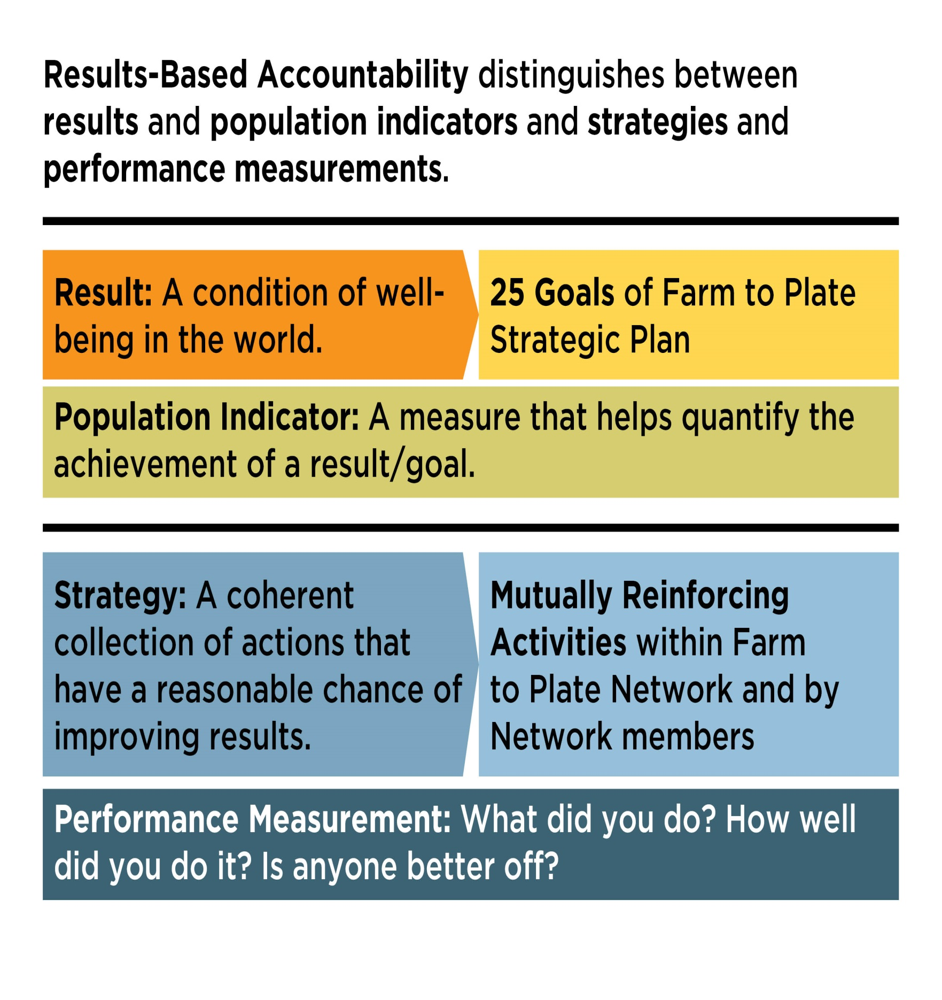 Results-Based Accountability distinguishes between
results and population indicators and strategies and
performance measurements.
Result: A condition of well-
being in the world.
25 Goals of Farm to Plate
Strategic Plan
Population Indicator: A measure that helps quantify the
achievement of a result/goal.
Strategy: A coherent
collection of actions that
have a reasonable chance of
improving results.
Mutually Reinforcing
Activities within Farm
to Plate Network and by
Network members
Performance Measurement: What did you do? How well
did you do it? Is anyone better off?